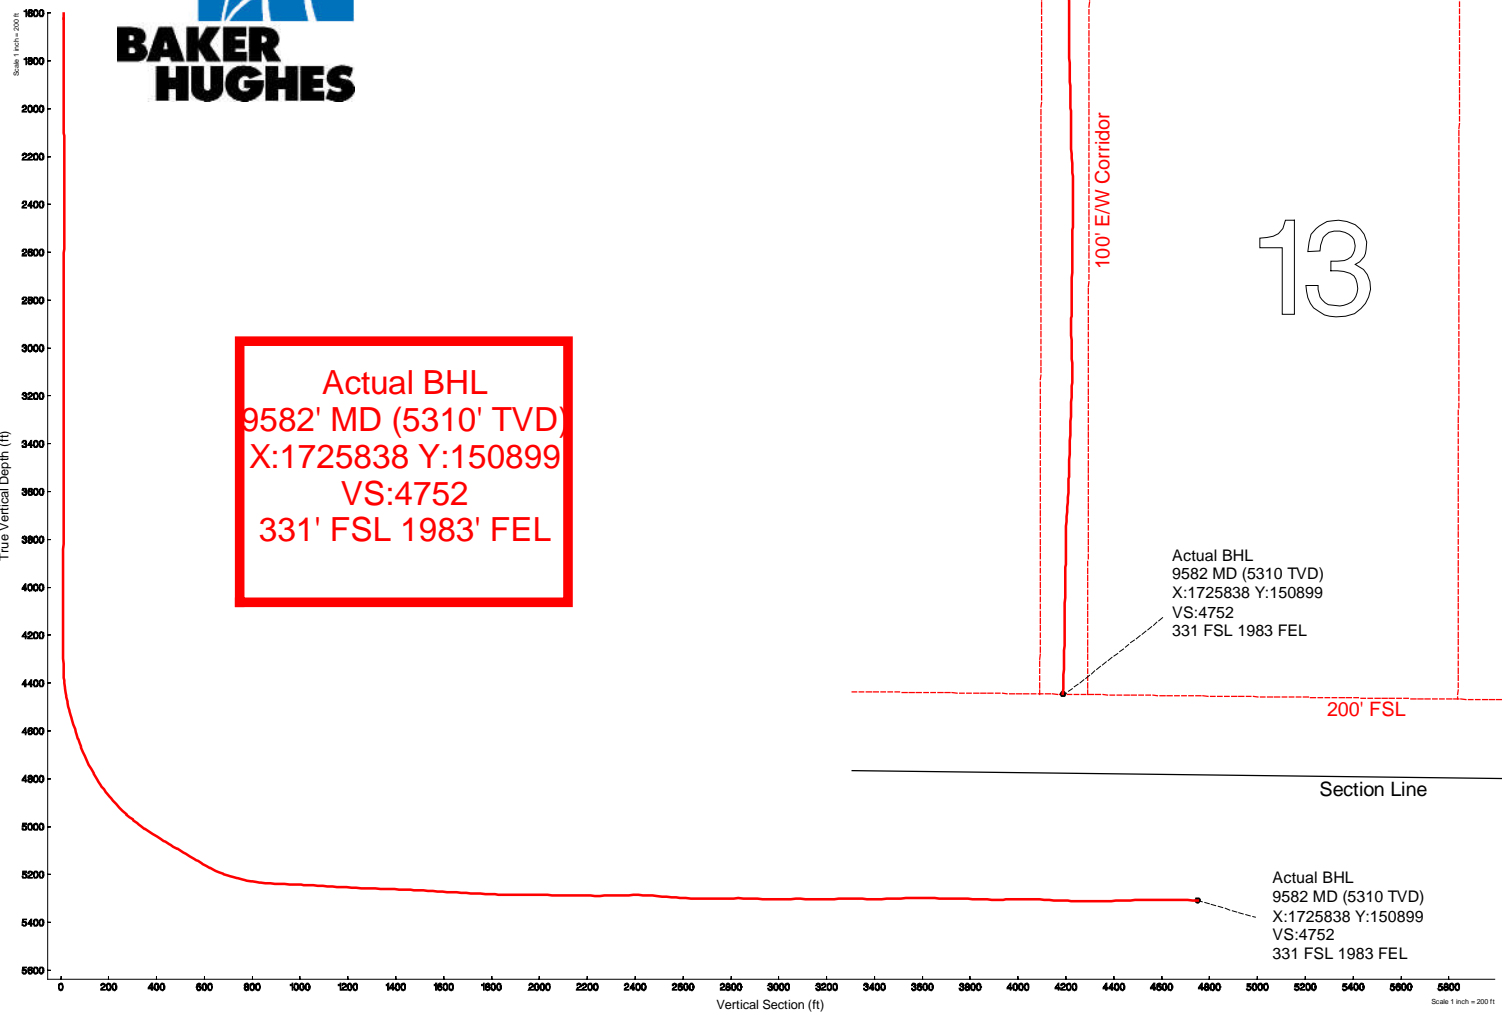 BAKER
HUGHES
Scale 1 inch = 200 ft
True Vertical Depth (ft)
1600
1800
2000
2200
2400
2600
2800
3000
3200
3400
3600
3800
4000
4200
4400
4600
4800
5000
5200
5400
5600
Actual BHL
9582' MD (5310' TVD)
X:1725838 Y:150899
VS:4752
331' FSL 1983' FEL
100' E/W Corridor
13
Actual BHL
9582 MD (5310 TVD)
X:1725838 Y:150899
VS:4752
331 FSL 1983 FEL
200' FSL
Section Line
Actual BHL
9582 MD (5310 TVD)
X:1725838 Y:150899
VS:4752
331 FSL 1983 FEL
0 200 400 600 800 1000 1200 1400 1600 1800 2000 2200 2400 2600 2800 3000 3200 3400 3600 3800 4000 4200 4400 4600 4800 5000 5200 5400 5600 5800
Vertical Section (ft)
Scale 1 inch = 200 ft